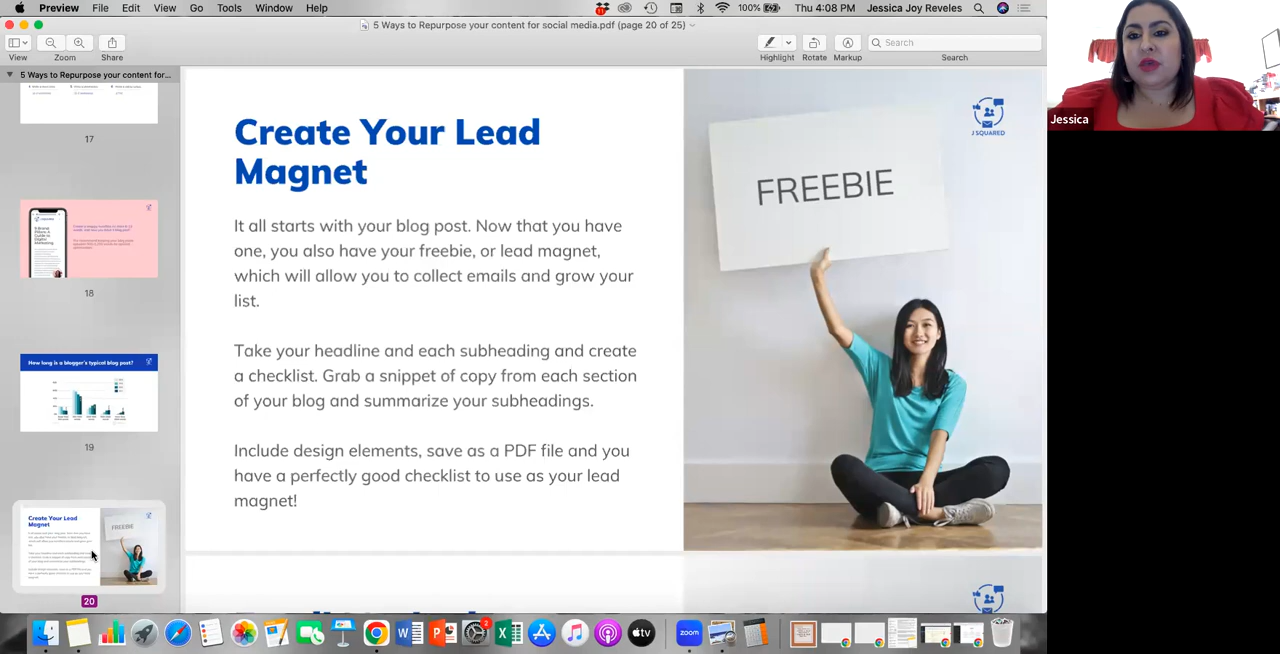 Preview File Edit View Go Tools Window Help
100% Thu 4:08 PM Jessica Joy Reveles
5 Ways to Repurpose your content for social media.pdf (page 20 of 25)
View Zoom Share Highlight Rotate Markup Search
Search
5 Ways to Repurpose your content for...
17
18
How long is a blogger's typical blog post?
19
Create Your Lead
Magnet
FREEBIE
20
Create Your Lead
Magnet
It all starts with your blog post. Now that you have
one, you also have your freebie, or lead magnet,
which will allow you to collect emails and grow your
list.
Take your headline and each subheading and create
a checklist. Grab a snippet of copy from each section
of your blog and summarize your subheadings.
Include design elements, save as a PDF file and you
have a perfectly good checklist to use as your lead
magnet!
J SQUARED
FREEBIE
Jessica
2
zoom
tv